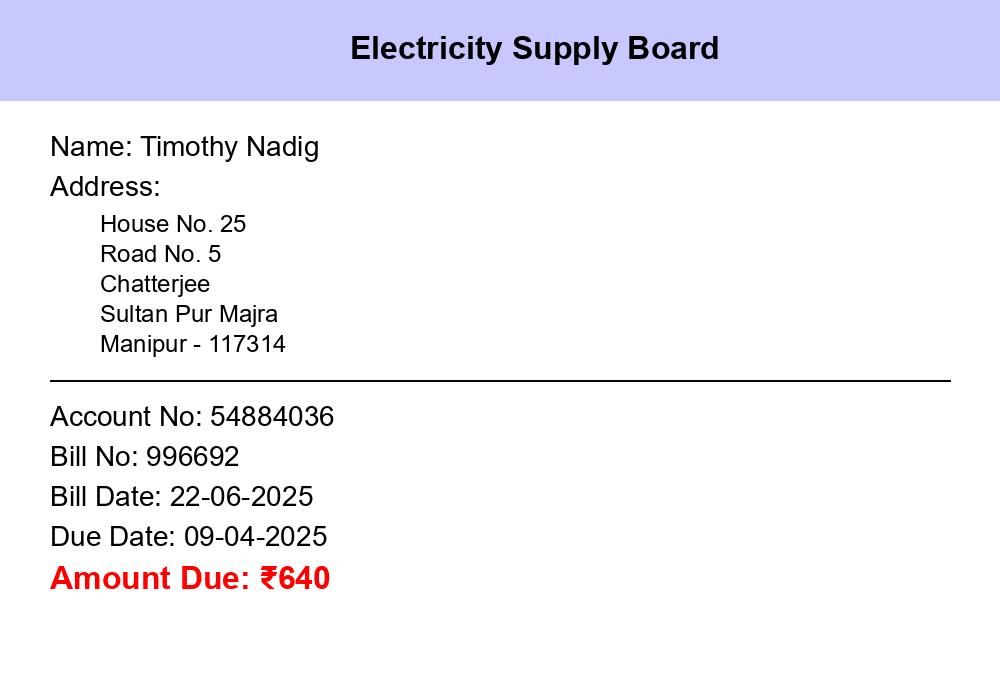 Electricity Supply Board
Name: Timothy Nadig
Address:
House No. 25
Road No. 5
Chatterjee
Sultan Pur Majra
Manipur - 117314
Account No: 54884036
Bill No: 996692
Bill Date: 22-06-2025
Due Date: 09-04-2025
Amount Due: ₹640